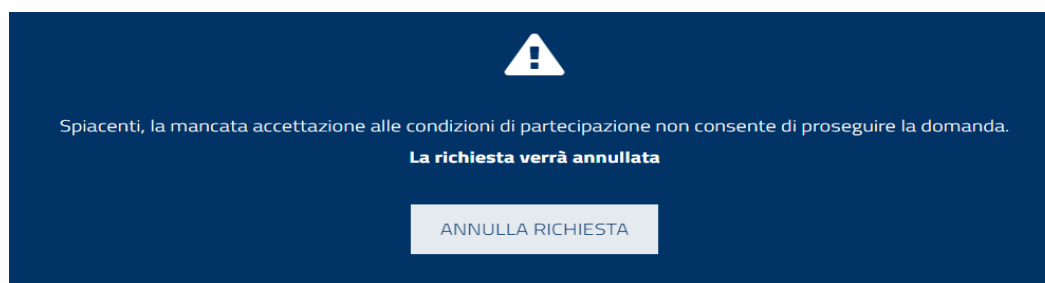 Spiacenti, la mancata accettazione alle condizioni di partecipazione non consente di proseguire la domanda.
La richiesta verrà annullata
ANNULLA RICHIESTA